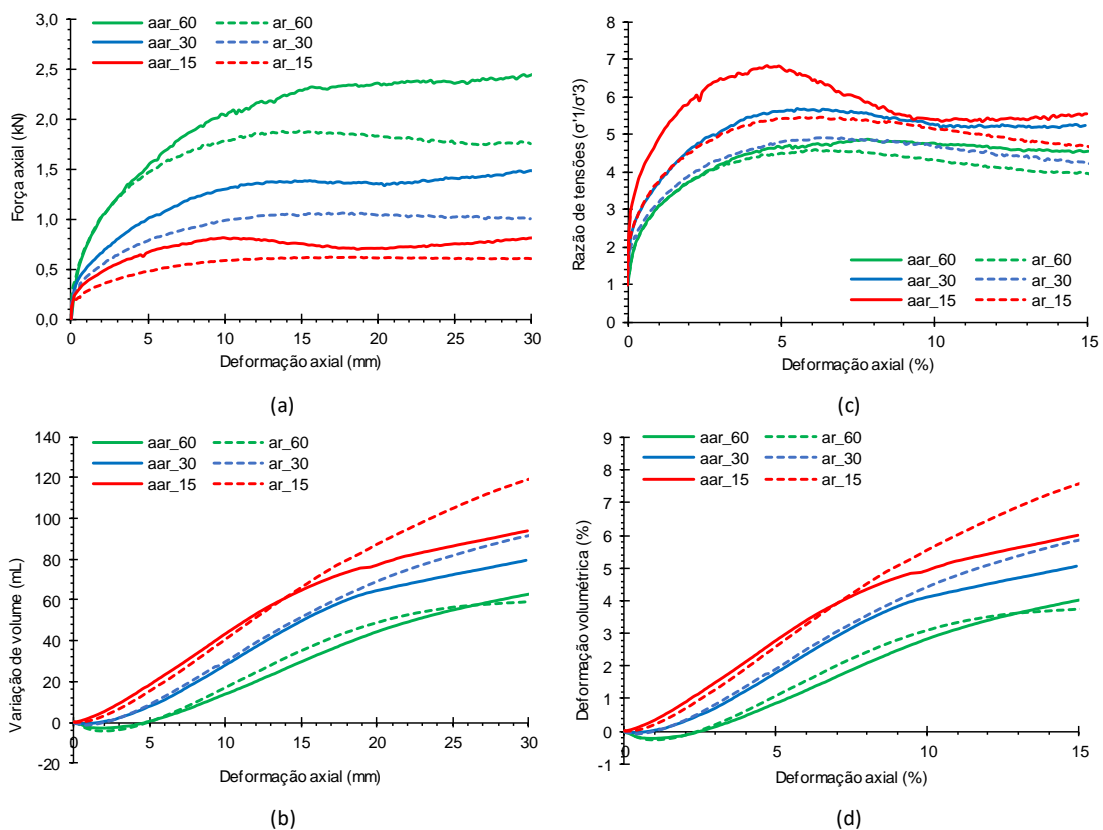 aar_60 ar_60
aar_30 ar_30
aar_15 ar_15
3,0
2,5
2,0
1,5
1,0
0,5
0,0
Força axial (kN)
0 5 10 15 20 25 30
Deformação axial (mm)
(a)
8
7
6
5
4
3
2
1
0
Razão de tensões (σ'1/σ'3)
aar_60 ar_60
aar_30 ar_30
aar_15 ar_15
0 5 10 15
Deformação axial (%)
(c)
140
120
100
80
60
40
20
0
-20
Variação de volume (mL)
aar_60 ar_60
aar_30 ar_30
aar_15 ar_15
0 5 10 15 20 25 30
Deformação axial (mm)
(b)
9
8
7
6
5
4
3
2
1
0
-1
Deformação volumétrica (%)
aar_60 ar_60
aar_30 ar_30
aar_15 ar_15
0 5 10 15
Deformação axial (%)
(d)